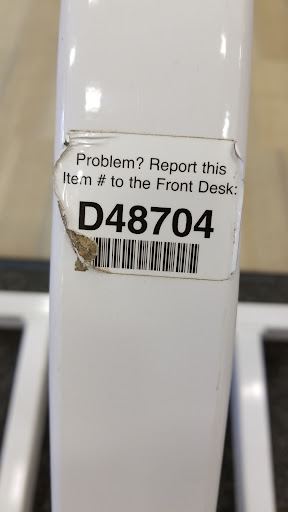 Problem? Report this
Item # to the Front Desk:
D48704